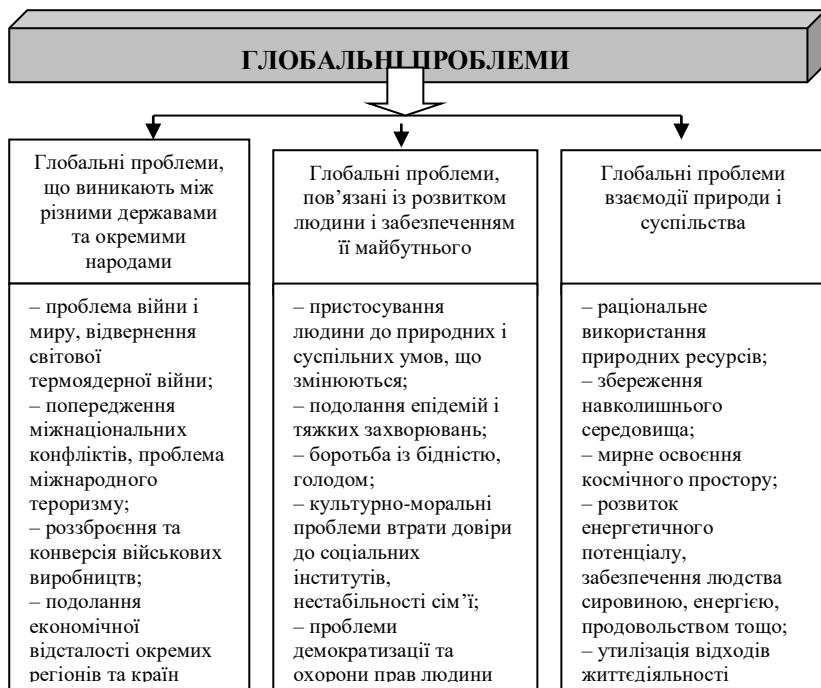 ГЛОБАЛЬНІ ПРОБЛЕМИ
Глобальні проблеми,
що виникають між
різними державами
та окремими
народами
Глобальні проблеми,
пов’язані із розвитком
людини і забезпеченням
її майбутнього
Глобальні проблеми
взаємодії природи і
суспільства
– проблема війни і
миру, відвернення
світової
термоядерної війни;
– попередження
міжнаціональних
конфліктів, проблема
міжнародного
тероризму;
– роззброєння та
конверсія військових
виробництв;
– подолання
економічної
відсталості окремих
регіонів та країн
– пристосування
людини до природних і
суспільних умов, що
змінюються;
– подолання епідемій і
тяжких захворювань;
– боротьба із бідністю,
голодом;
– культурно-моральні
проблеми втрати довіри
до соціальних
інститутів,
нестабільності сім’ї;
– проблеми
демократизації та
охорони прав людини
– раціональне
використання
природних ресурсів;
– збереження
навколишнього
середовища;
– мирне освоєння
космічного простору;
– розвиток
енергетичного
потенціалу,
забезпечення людства
сировиною, енергією,
продовольством тощо;
– утилізація відходів
життєдіяльності